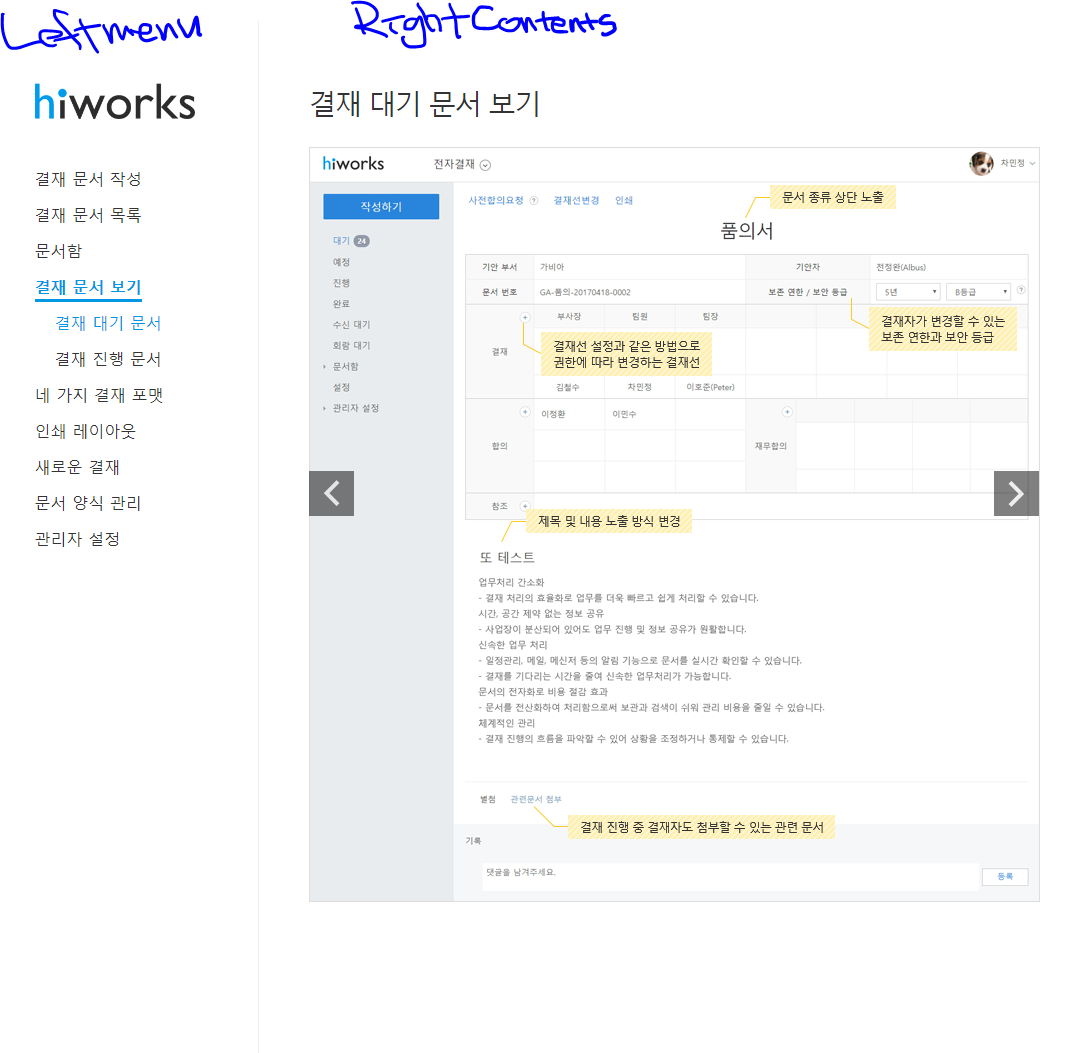 Leftmenu
RightContents
hiworks
결재 문서 작성
결재 문서 목록
문서함
결재 문서 보기
결재 대기 문서
결재 진행 문서
네 가지 결재 포맷
인쇄 레이아웃
새로운 결재
문서 양식 관리
관리자 설정
결재 대기 문서 보기
hiworks 전자결재 차민정
작성하기
대기 24
예정
진행
완료
수신 대기
회람 대기
문서함
설정
관리자 설정
사전합의요청 ? 결재선변경 인쇄
문서 종류 상단 노출
품의서
기안 부서 가비아 기안자 전정완(Albus)
문서 번호 GA-품의-20170418-0002 보존 연한 / 보안 등급 5년 B등급 ?
결재 + 부사장 팀원 팀장
결재선 설정과 같은 방법으로
권한에 따라 변경하는 결재선
결재자가 변경할 수 있는
보존 연한과 보안 등급
김철수 차민정 이호준(Peter)
합의 + 이정환 이민수 재무합의 +
참조 +
제목 및 내용 노출 방식 변경
또 테스트
업무처리 간소화
- 결재 처리의 효율화로 업무를 더욱 빠르고 쉽게 처리할 수 있습니다.
시간, 공간 제약 없는 정보 공유
- 사업장이 분산되어 있어도 업무 진행 및 정보 공유가 원활합니다.
신속한 업무 처리
- 일정관리, 메일, 메신저 등의 알림 기능으로 문서를 실시간 확인할 수 있습니다.
- 결재를 기다리는 시간을 줄여 신속한 업무처리가 가능합니다.
문서의 전자화로 비용 절감 효과
- 문서를 전산화하여 처리함으로써 보관과 검색이 쉬워 관리 비용을 줄일 수 있습니다.
체계적인 관리
- 결재 진행의 흐름을 파악할 수 있어 상황을 조정하거나 통제할 수 있습니다.
별첨 관련문서 첨부
결재 진행 중 결재자도 첨부할 수 있는 관련 문서
기록
댓글을 남겨주세요.
등록